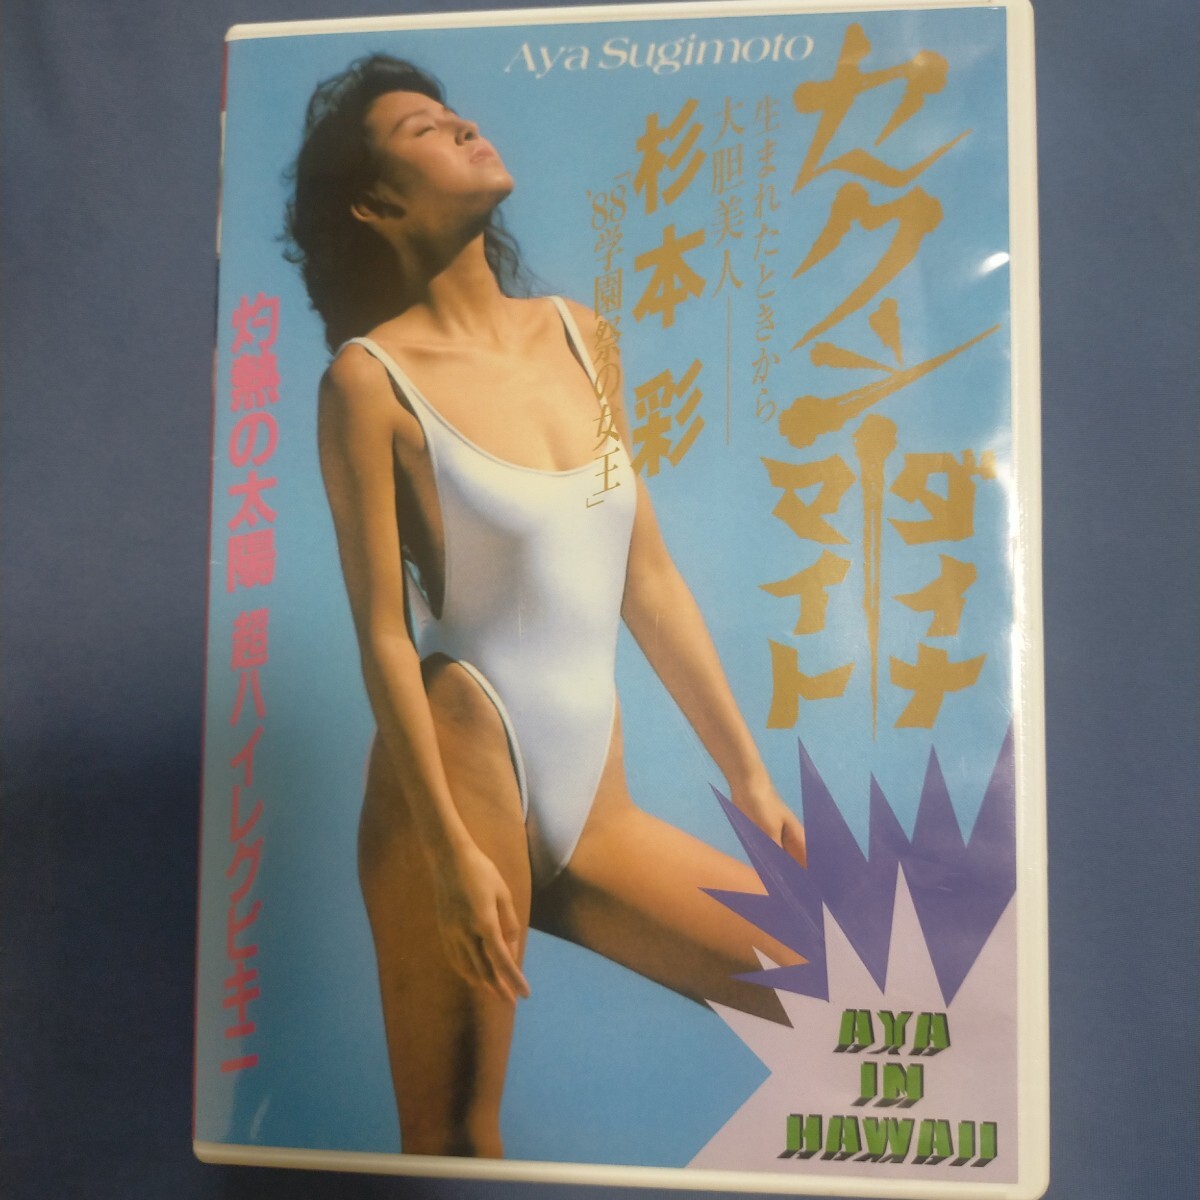 Aya Sugimoto
セクシーダイナマイト
生まれたときから
大胆美人
杉本彩
「'88学園祭の女王」
灼熱の太陽 超ハイレグビキニー
AYA
IN
HAWAII